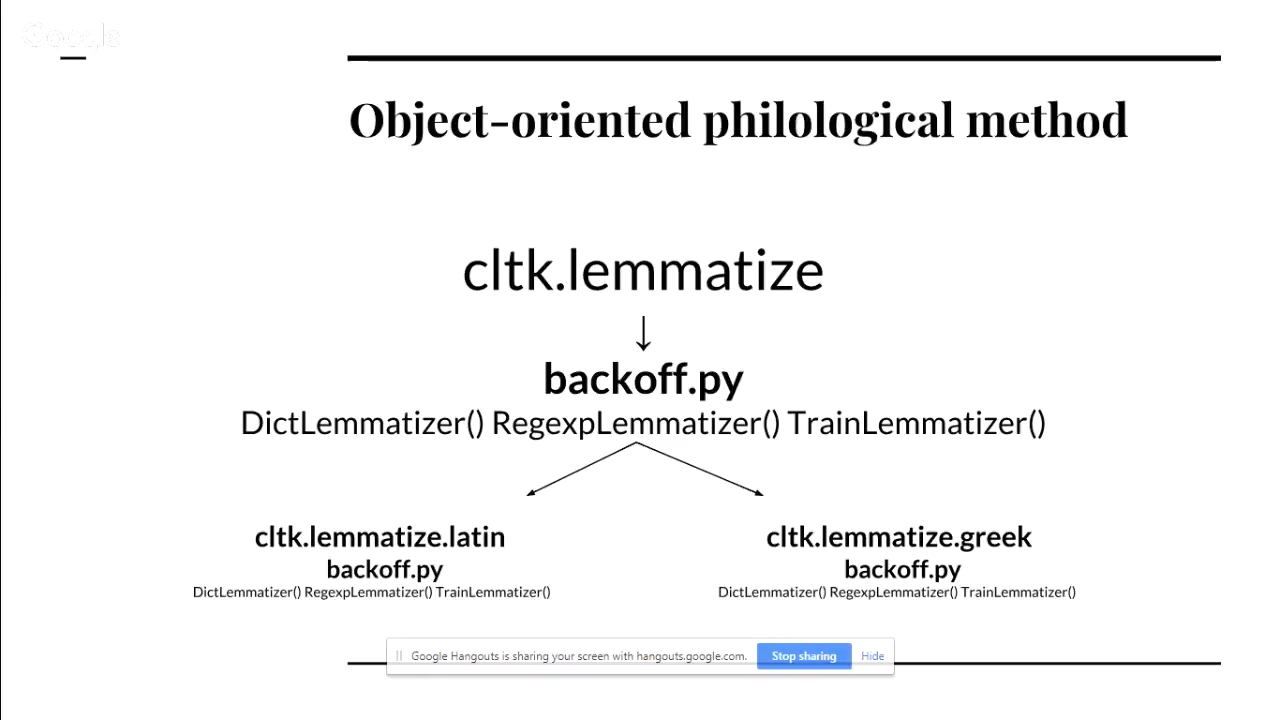 Object-oriented philological method
cltk.lemmatize
↓
backoff.py
DictLemmatizer() RegexpLemmatizer() TrainLemmatizer()
cltk.lemmatize.latin
backoff.py
DictLemmatizer() RegexpLemmatizer() TrainLemmatizer()
cltk.lemmatize.greek
backoff.py
DictLemmatizer() RegexpLemmatizer() TrainLemmatizer()
Google Hangouts is sharing your screen with hangouts.google.com. Stop sharing Hide